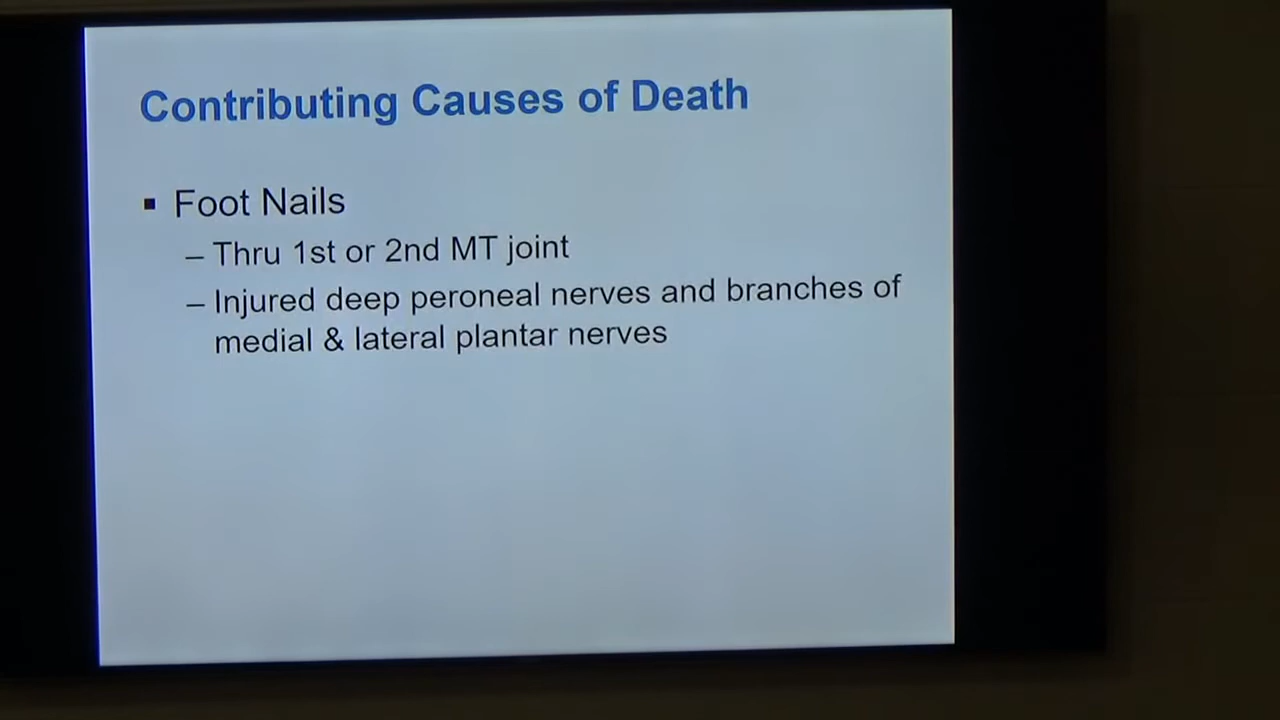 Contributing Causes of Death
▪ Foot Nails
– Thru 1st or 2nd MT joint
– Injured deep peroneal nerves and branches of
medial & lateral plantar nerves